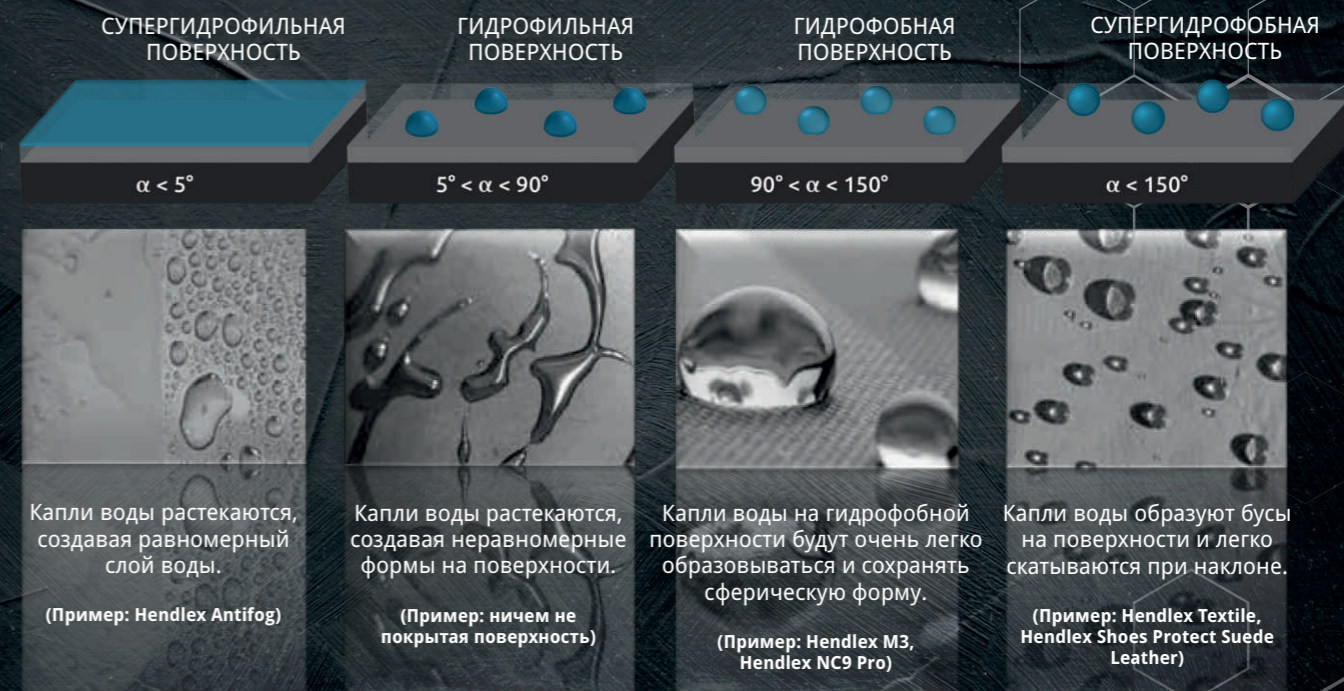 СУПЕРГИДРОФИЛЬНАЯ
ПОВЕРХНОСТЬ
α < 5°
Капли воды растекаются,
создавая равномерный
слой воды.
(Пример: Hendlex Antifog)
ГИДРОФИЛЬНАЯ
ПОВЕРХНОСТЬ
5° < α < 90°
Капли воды растекаются,
создавая неравномерные
формы на поверхности.
(Пример: ничем не
покрытая поверхность)
ГИДРОФОБНАЯ
ПОВЕРХНОСТЬ
90° < α < 150°
Капли воды на гидрофобной
поверхности будут очень легко
образовываться и сохранять
сферическую форму.
(Пример: Hendlex M3,
Hendlex NC9 Pro)
СУПЕРГИДРОФОБНАЯ
ПОВЕРХНОСТЬ
α < 150°
Капли воды образуют бусы
на поверхности и легко
скатываются при наклоне.
(Пример: Hendlex Textile,
Hendlex Shoes Protect Suede
Leather)